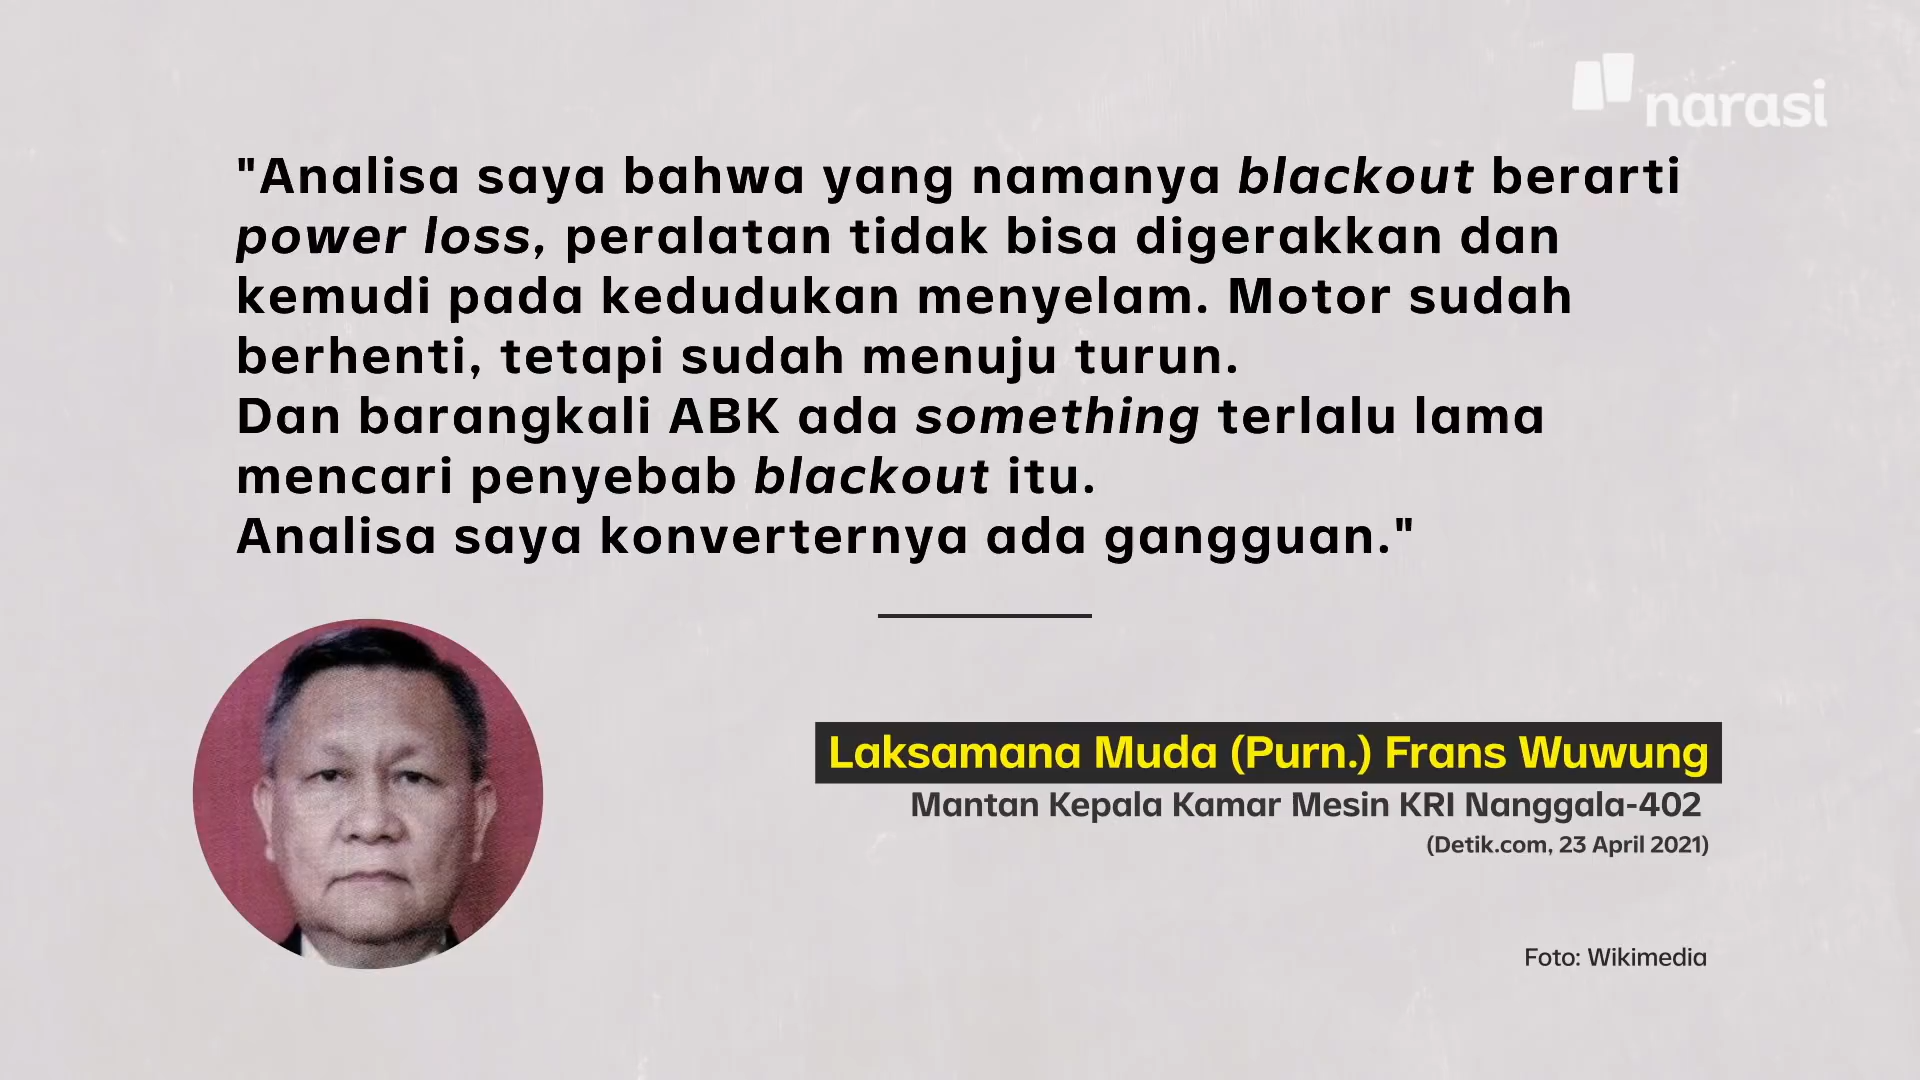 narasi
"Analisa saya bahwa yang namanya blackout berarti
power loss, peralatan tidak bisa digerakkan dan
kemudi pada kedudukan menyelam. Motor sudah
berhenti, tetapi sudah menuju turun.
Dan barangkali ABK ada something terlalu lama
mencari penyebab blackout itu.
Analisa saya konverternya ada gangguan."
Laksamana Muda (Purn.) Frans Wuwung
Mantan Kepala Kamar Mesin KRI Nanggala-402
(Detik.com, 23 April 2021)
Foto: Wikimedia